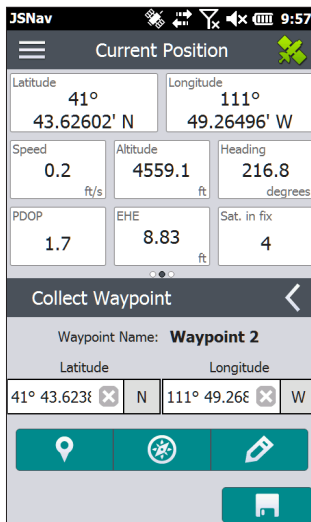 JSNav 9:57
Current Position
Latitude
41°
43.62602' N
Longitude
111°
49.26496' W
Speed
0.2
ft/s
Altitude
4559.1
ft
Heading
216.8
degrees
PDOP
1.7
EHE
8.83
ft
Sat. in fix
4
Collect Waypoint
Waypoint Name: Waypoint 2
Latitude Longitude
41° 43.6238 N 111° 49.268 W